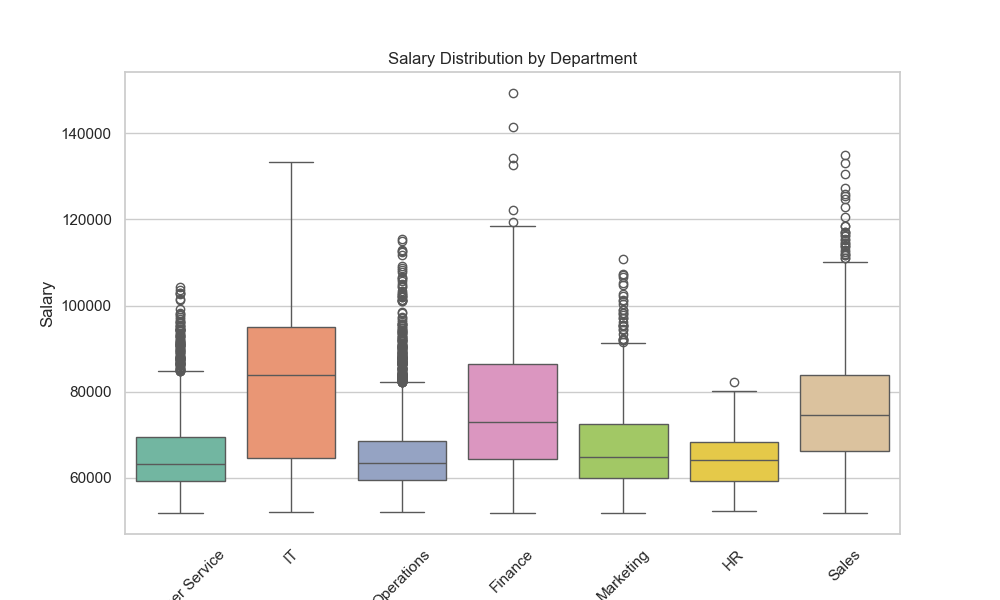 Salary Distribution by Department
140000
120000
100000
80000
60000
Salary
er Service
IT
Operations
Finance
Marketing
HR
Sales